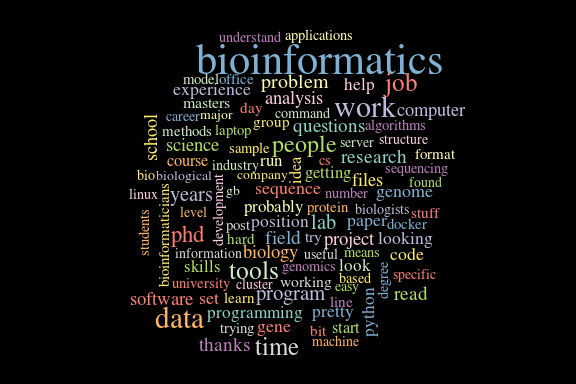 understand applications
bioinformatics
model office
experience problem help job
masters analysis work computer
career major day command
group questions algorithms
school methods laptop
science sample people server structure
course industry run idea cs research format
bio biological company getting files sequencing
linux years gb sequence number genome found
development probably protein biologists stuff
students level bioinformaticians post position lab paper docker
phd hard field try project looking
information biology useful means code
skills tools genomics look degree specific
university cluster working based easy
software set learn program line python read
data programming pretty
trying gene bit start
thanks time machine